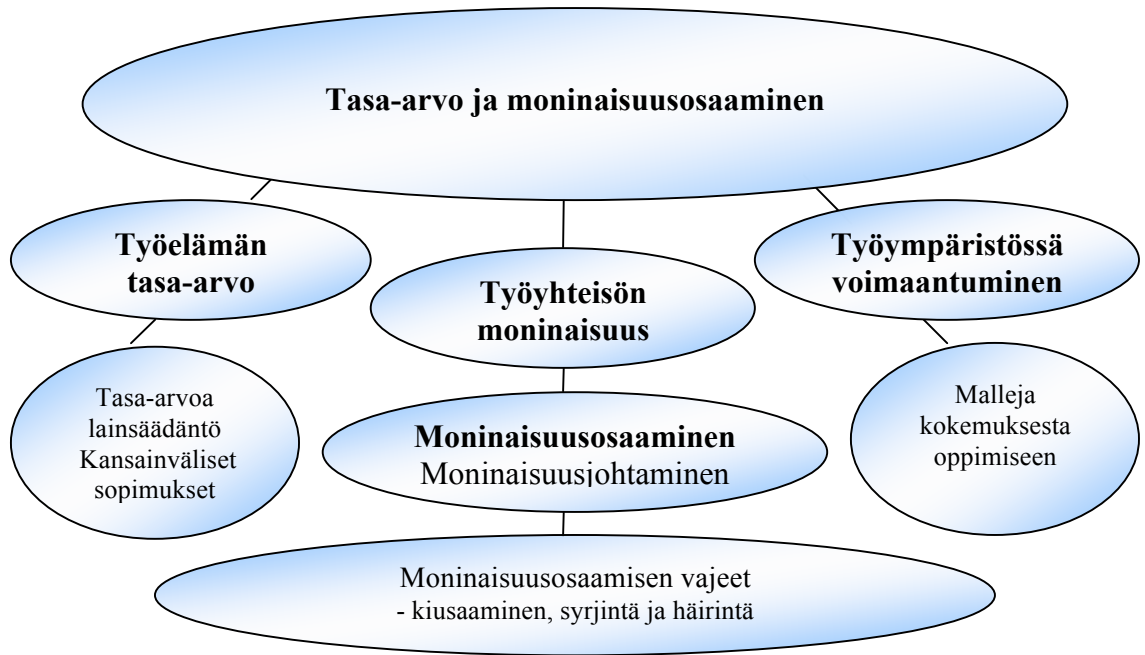 Tasa-arvo ja moninaisuusosaaminen
Työelämän
tasa-arvo
Työyhteisön
moninaisuus
Työympäristössä
voimaantuminen
Tasa-arvoa
lainsäädäntö
Kansainväliset
sopimukset
Moninaisuusosaaminen
Moninaisuusjohtaminen
Malleja
kokemuksesta
oppimiseen
Moninaisuusosaamisen vajeet
- kiusaaminen, syrjintä ja häirintä